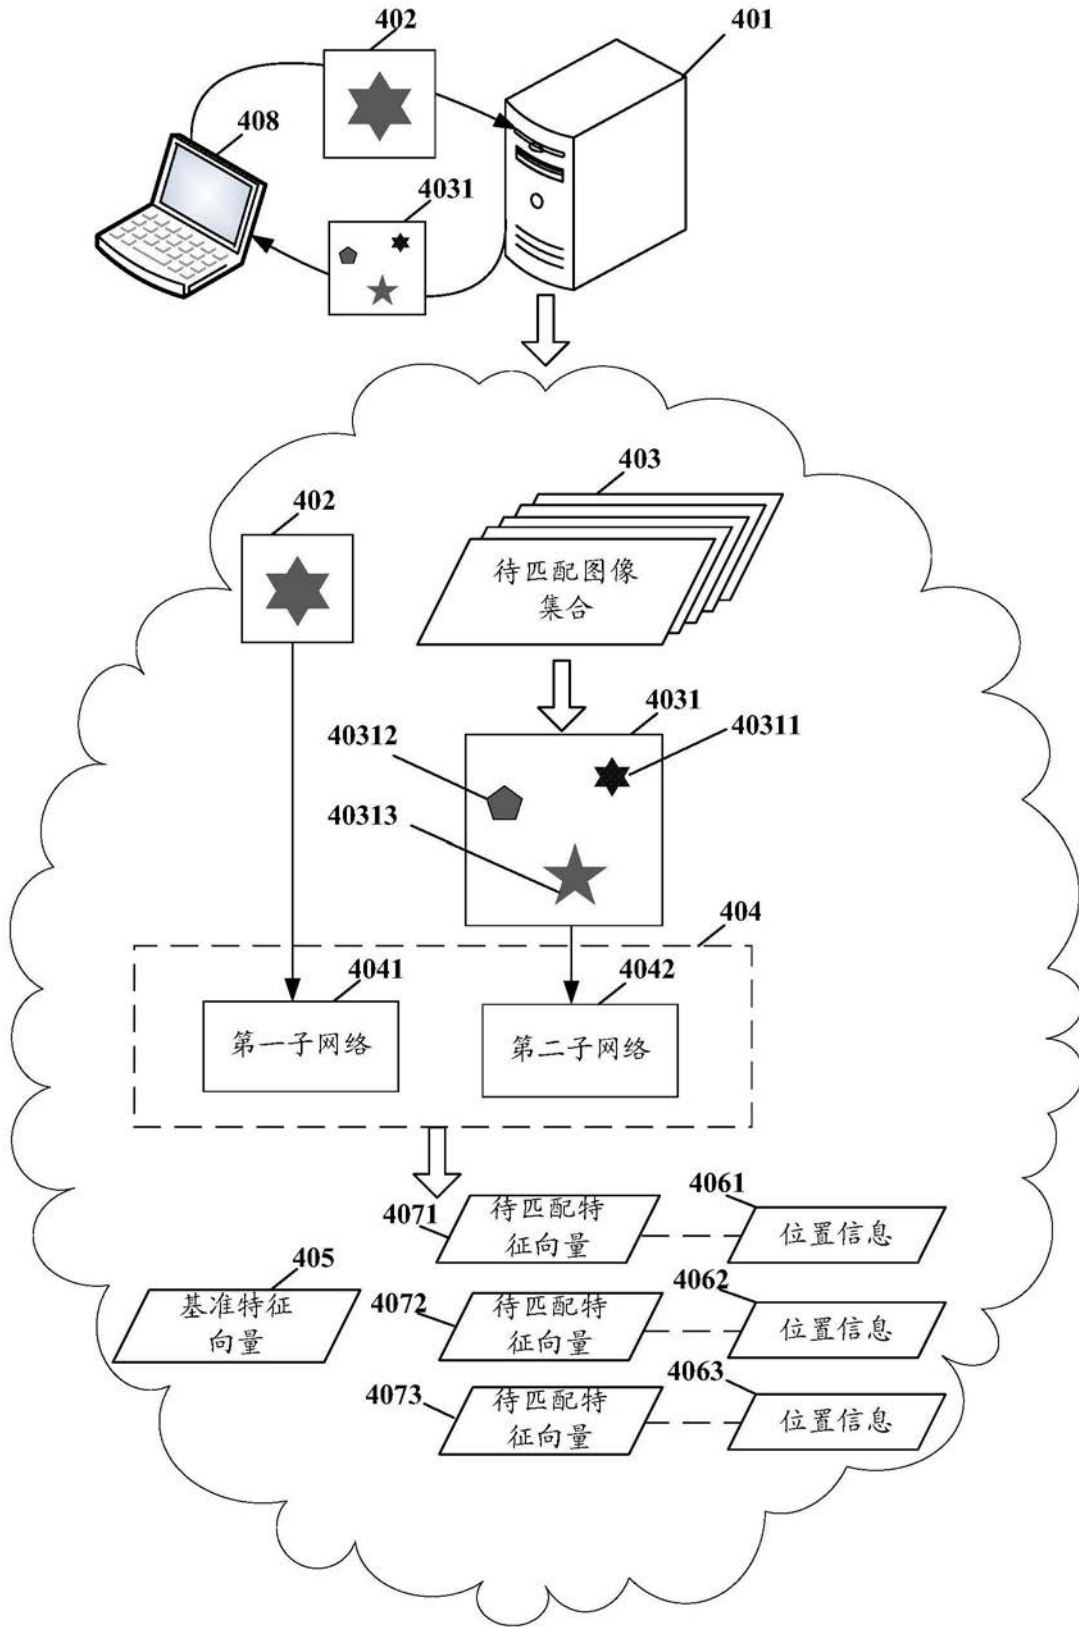 402
401
408
4031
403
402
待匹配图像
集合
4031
40311
40312
40313
404
4041
4042
第一子网络
第二子网络
4071
待匹配特
征向量
4061
位置信息
405
基准特征
向量
4072
待匹配特
征向量
4062
位置信息
4073
待匹配特
征向量
4063
位置信息